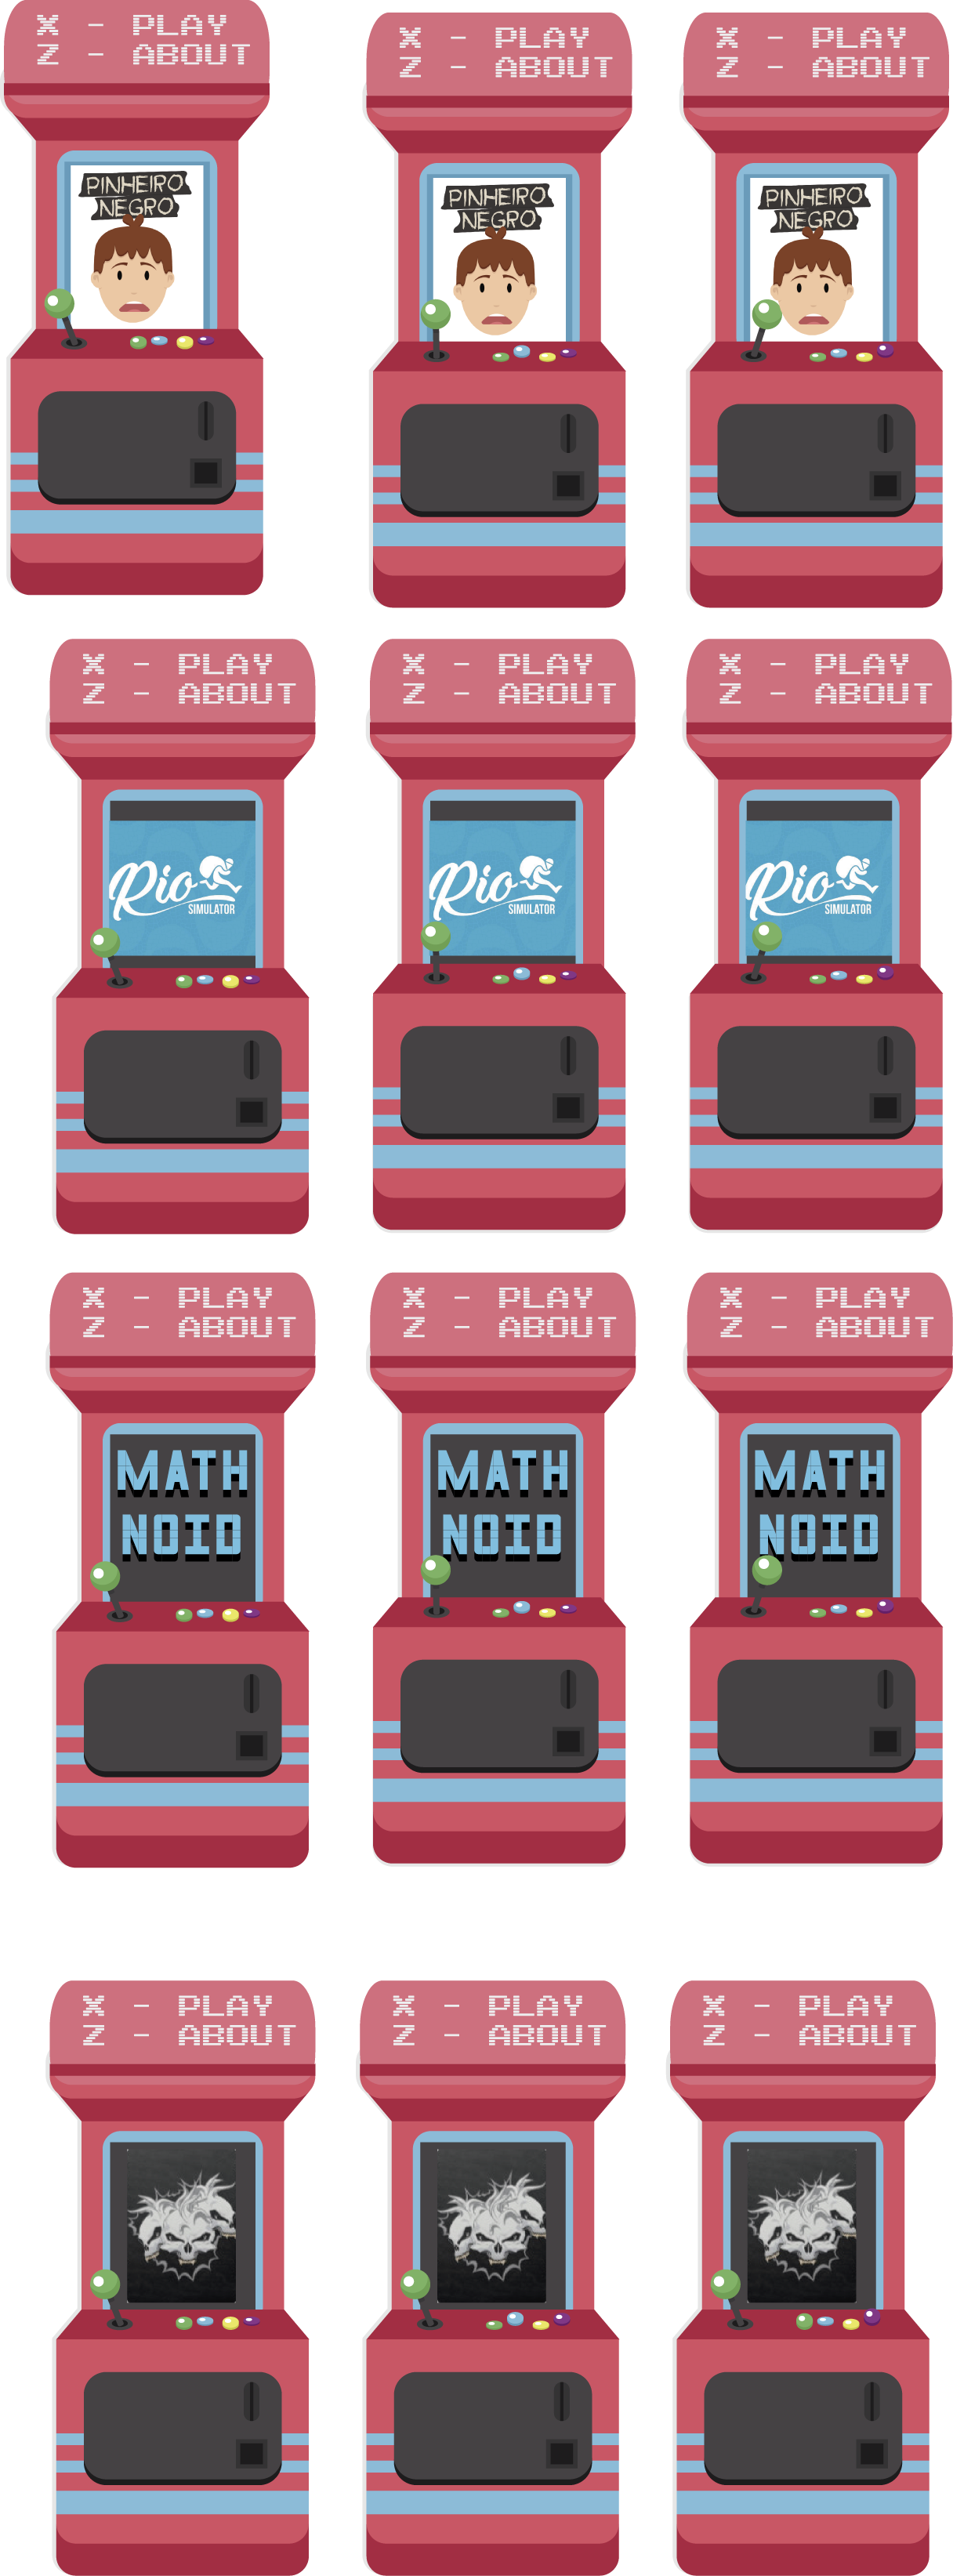 X - PLAY
Z - ABOUT
PINHEIRO
NEGRO
X - PLAY
Z - ABOUT
PINHEIRO
NEGRO
X - PLAY
Z - ABOUT
PINHEIRO
NEGRO
X - PLAY
Z - ABOUT
Rio
SIMULATOR
X - PLAY
Z - ABOUT
Rio
SIMULATOR
X - PLAY
Z - ABOUT
Rio
SIMULATOR
X - PLAY
Z - ABOUT
MATH
NOID
X - PLAY
Z - ABOUT
MATH
NOID
X - PLAY
Z - ABOUT
MATH
NOID
X - PLAY
Z - ABOUT
X - PLAY
Z - ABOUT
X - PLAY
Z - ABOUT